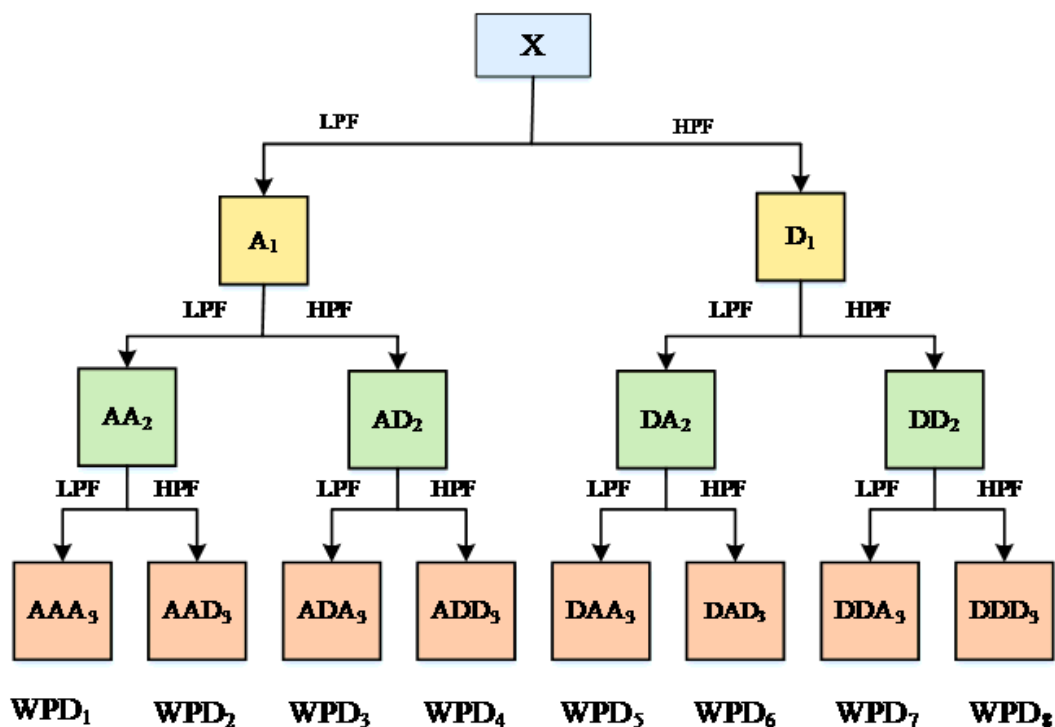 X
LPF HPF
A₁ D₁
LPF HPF LPF HPF
AA₂ AD₂ DA₂ DD₂
LPF HPF LPF HPF LPF HPF LPF HPF
AAA₃ AAD₃ ADA₃ ADD₃ DAA₃ DAD₃ DDA₃ DDD₃
WPD₁ WPD₂ WPD₃ WPD₄ WPD₅ WPD₆ WPD₇ WPD₈